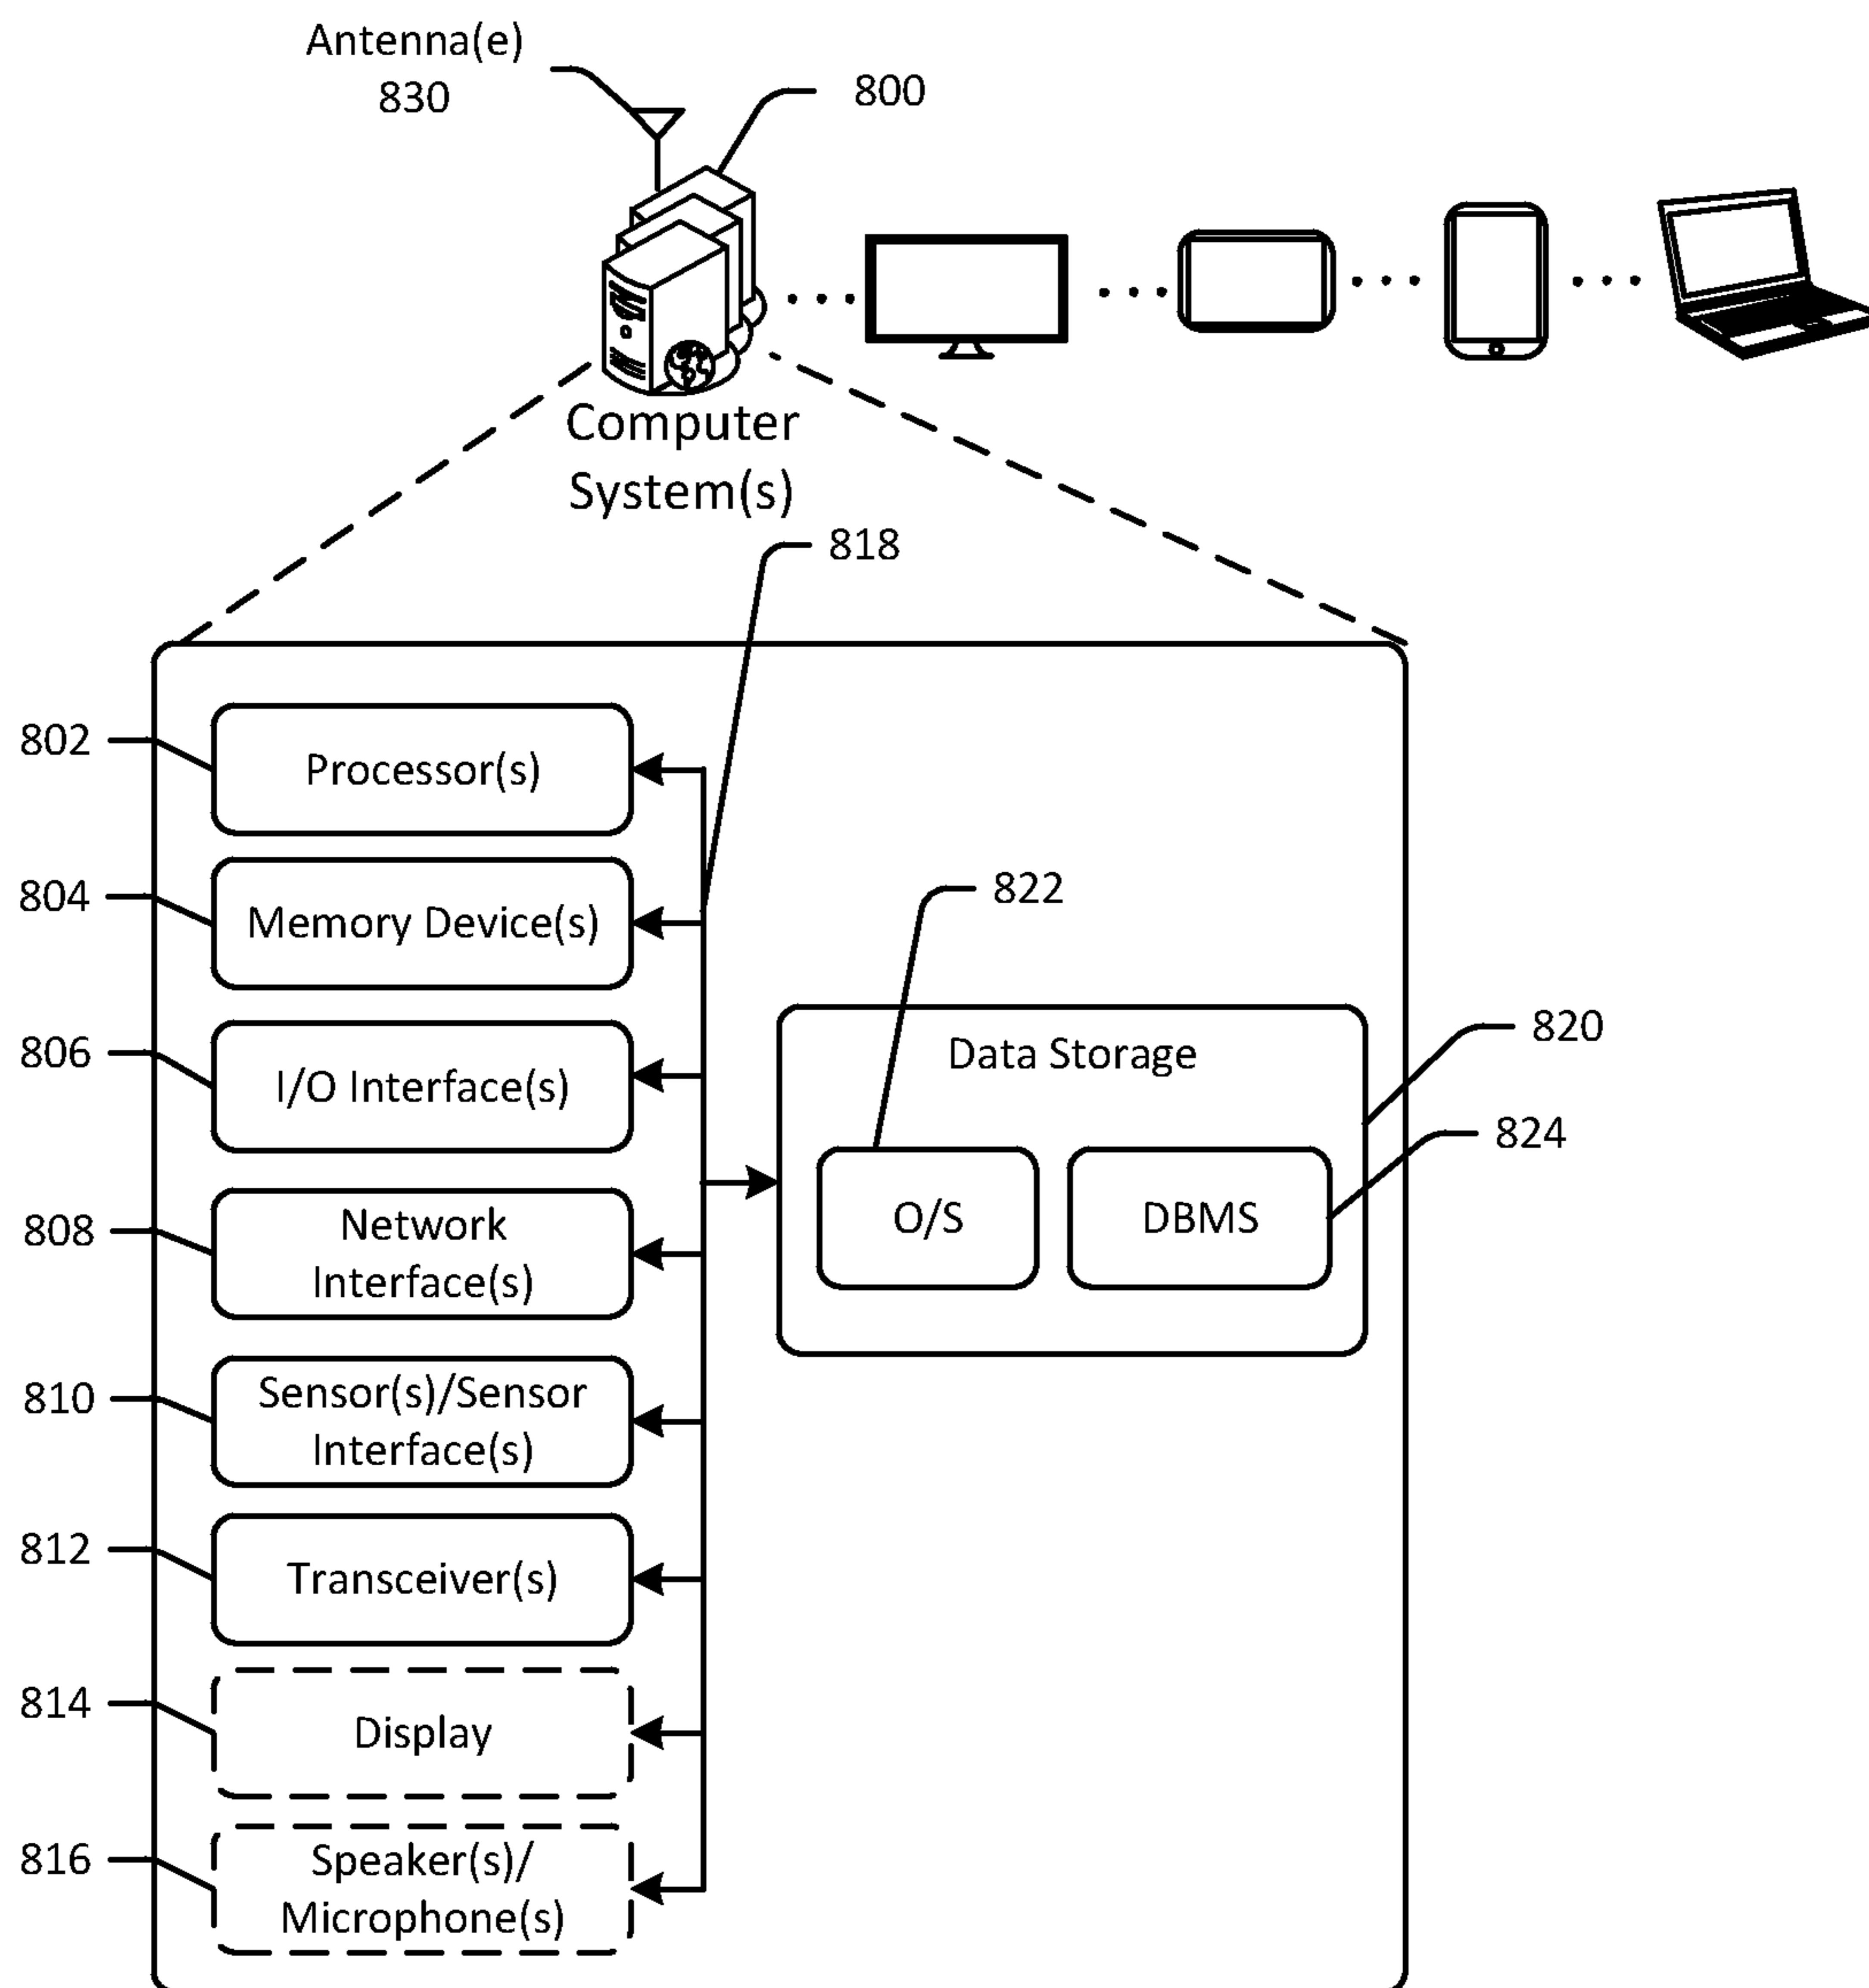 Antenna(e)
830
800
Computer
System(s)
818
802
Processor(s)
804
Memory Device(s)
822
806
I/O Interface(s)
Data Storage
820
824
808
Network
Interface(s)
O/S
DBMS
810
Sensor(s)/Sensor
Interface(s)
812
Transceiver(s)
814
Display
816
Speaker(s)/
Microphone(s)